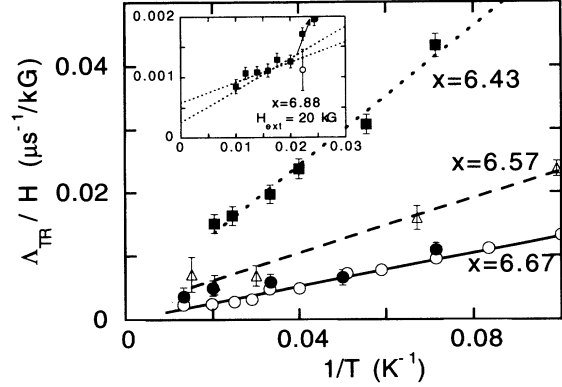 0.002
0.001
0
0 0.01 0.02 0.03
x=6.88
H_ext = 20 kG
0.04
0.02
0
0 0.04 0.08
x=6.43
x=6.57
x=6.67
Λ_TR / H (μs⁻¹/kG)
1/T (K⁻¹)